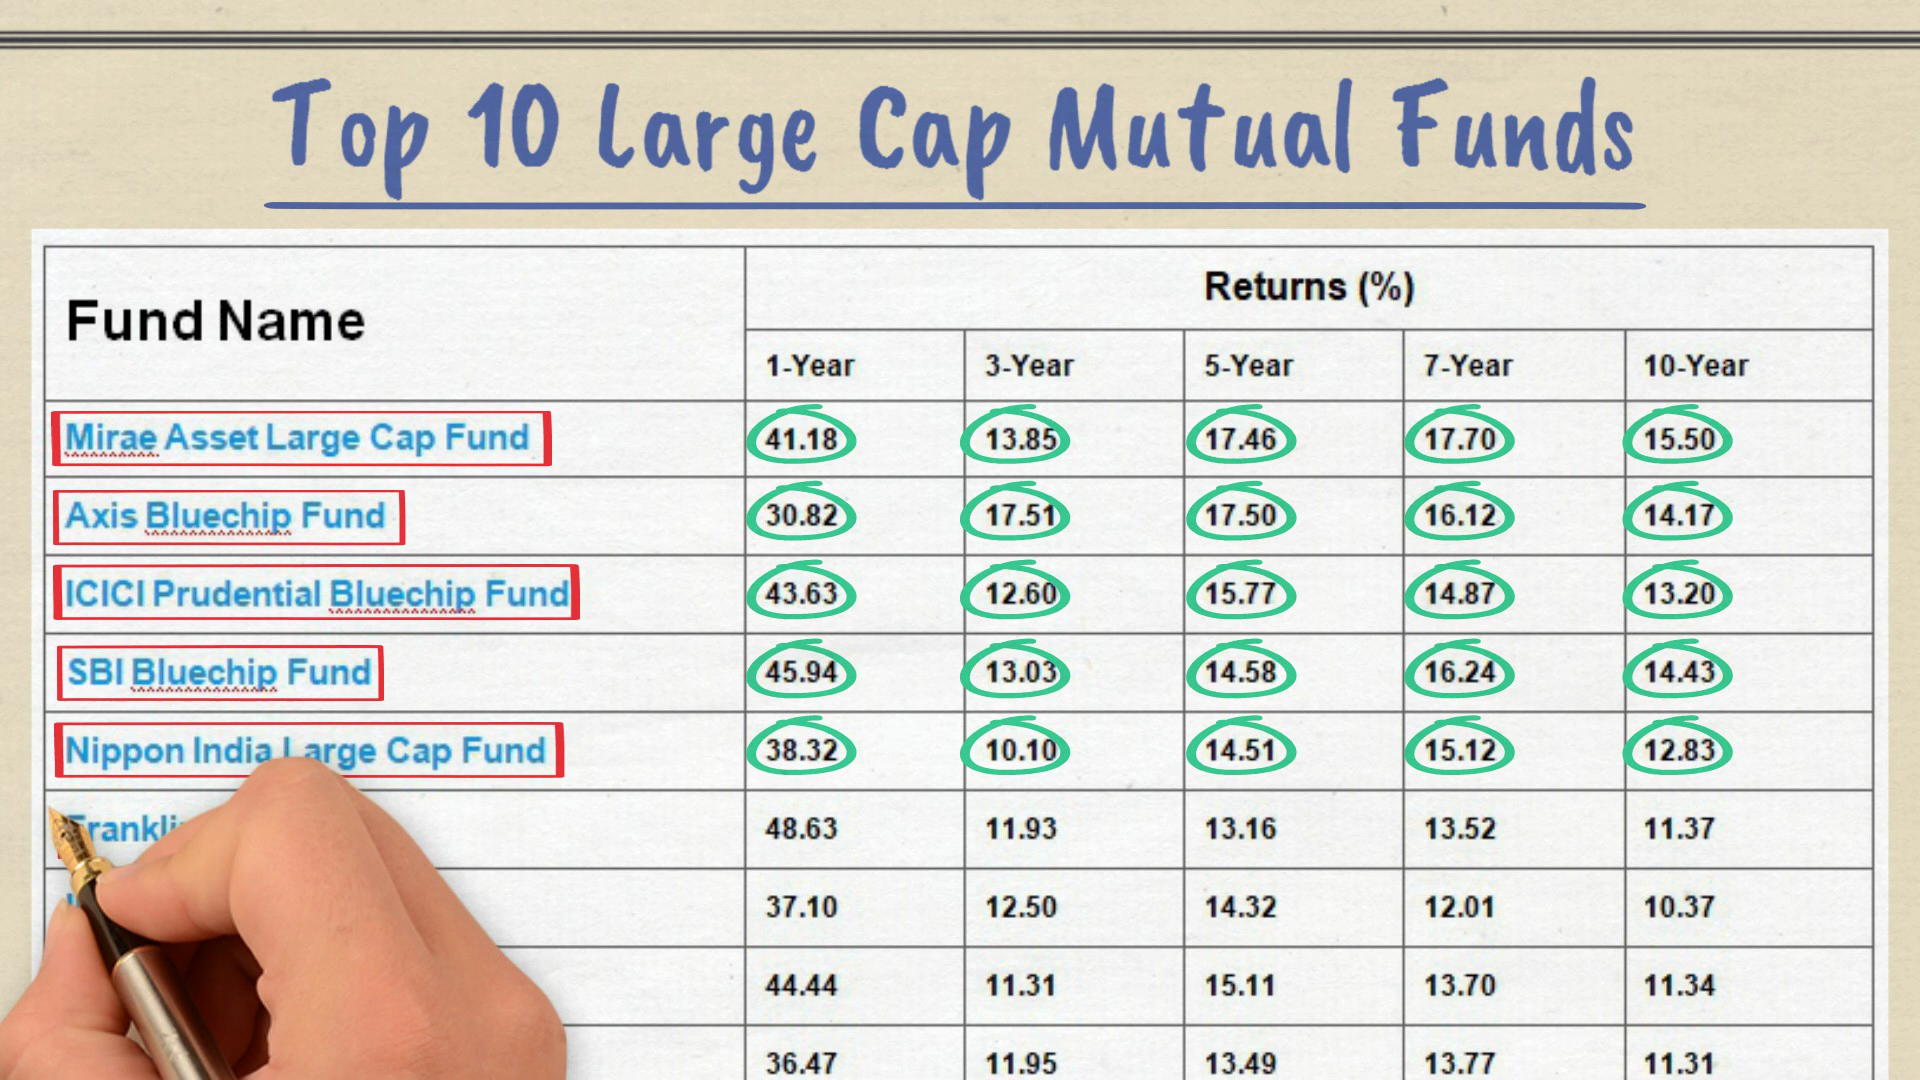 Top 10 Large Cap Mutual Funds
Fund Name
Returns (%)
1-Year 3-Year 5-Year 7-Year 10-Year
Mirae Asset Large Cap Fund 41.18 13.85 17.46 17.70 15.50
Axis Bluechip Fund 30.82 17.51 17.50 16.12 14.17
ICICI Prudential Bluechip Fund 43.63 12.60 15.77 14.87 13.20
SBI Bluechip Fund 45.94 13.03 14.58 16.24 14.43
Nippon India Large Cap Fund 38.32 10.10 14.51 15.12 12.83
48.63 11.93 13.16 13.52 11.37
37.10 12.50 14.32 12.01 10.37
44.44 11.31 15.11 13.70 11.34
36.47 11.95 13.49 13.77 11.31